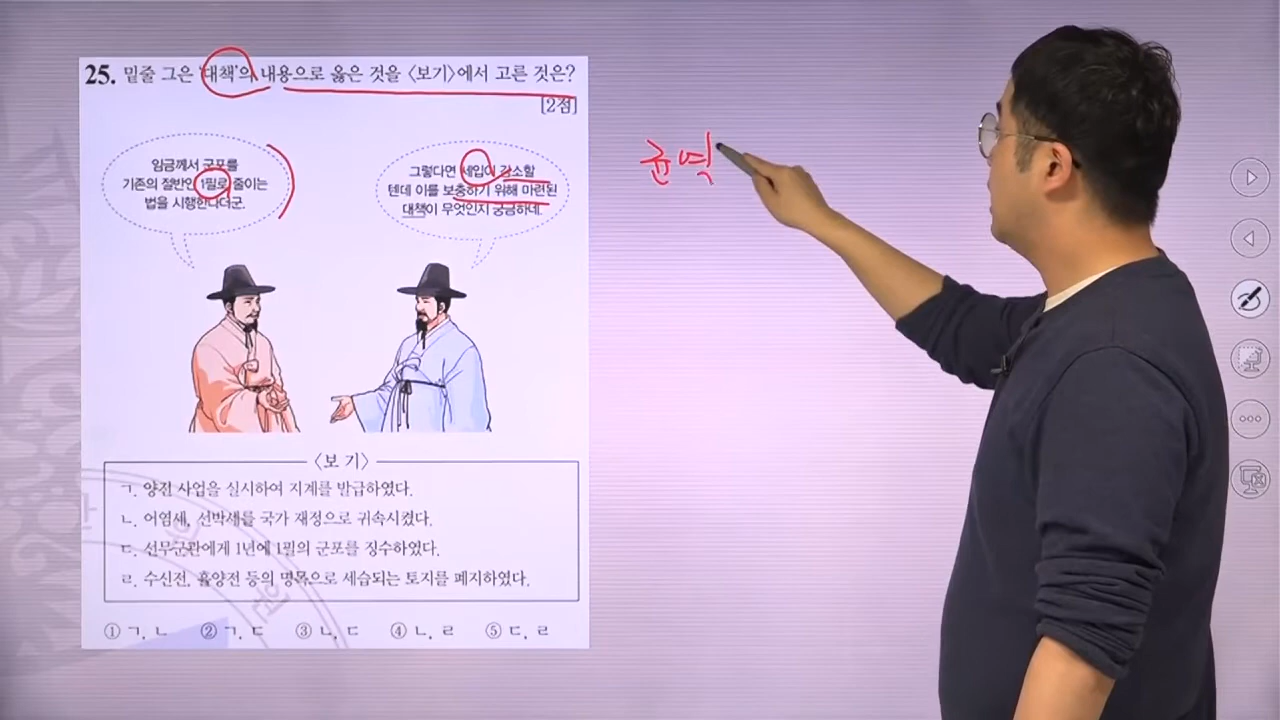 25. 밑줄 그은 '대책'의 내용으로 옳은 것을 〈보기〉에서 고른 것은?
[2점]
임금께서 군포를
기존의 절반인 1필로 줄이는
법을 시행한다더군.
그렇다면 세입이 감소할
텐데 이를 보충하기 위해 마련된
대책이 무엇인지 궁금하네.
균역
〈보 기〉
ㄱ. 양전 사업을 실시하여 지계를 발급하였다.
ㄴ. 어염세, 선박세를 국가 재정으로 귀속시켰다.
ㄷ. 선무군관에게 1년에 1필의 군포를 징수하였다.
ㄹ. 수신전, 휼양전 등의 명목으로 세습되는 토지를 폐지하였다.
① ㄱ, ㄴ ② ㄱ, ㄷ ③ ㄴ, ㄷ ④ ㄴ, ㄹ ⑤ ㄷ, ㄹ